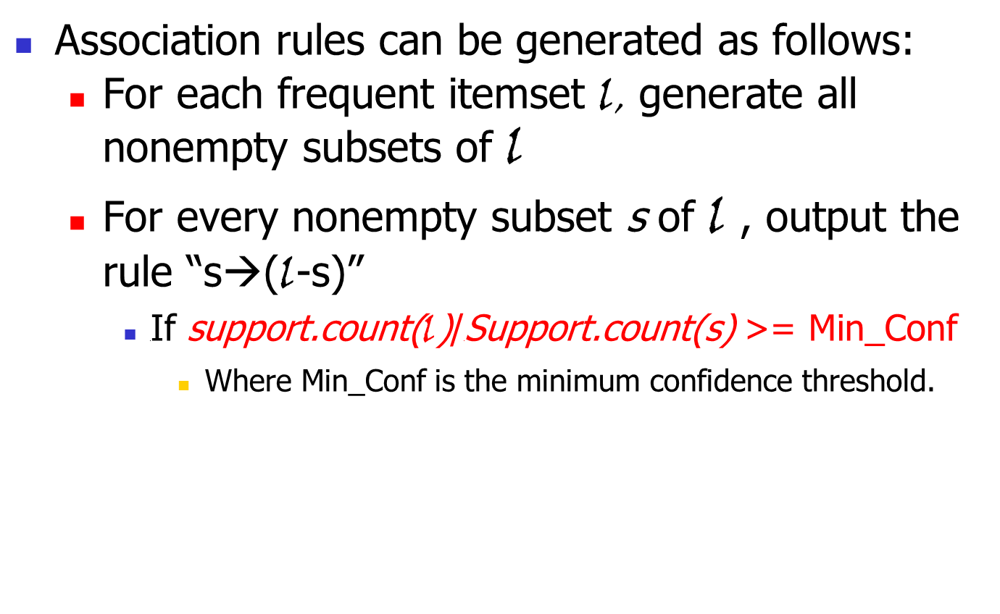 Association rules can be generated as follows:
For each frequent itemset l, generate all
nonempty subsets of l
For every nonempty subset s of l , output the
rule “s→(l-s)”
If support.count(l )/ Support.count(s) >= Min_Conf
Where Min_Conf is the minimum confidence threshold.